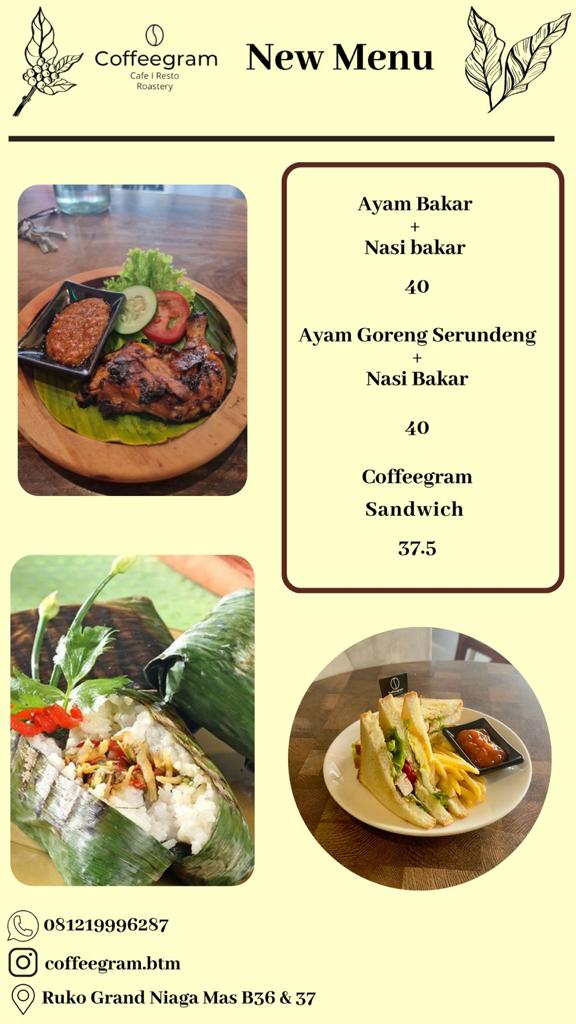 Coffeegram
Cafe I Resto
Roastery
New Menu
Ayam Bakar
+
Nasi bakar
40
Ayam Goreng Serundeng
+
Nasi Bakar
40
Coffeegram
Sandwich
37.5
081219996287
coffeegram.btm
Ruko Grand Niaga Mas B36 & 37